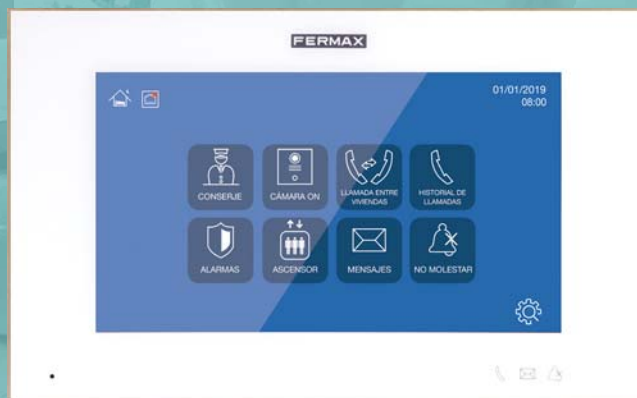 FERMAX
01/01/2019
08:00
CONSERJE
CÁMARA ON
LLAMADA ENTRE
VIVIENDAS
HISTORIAL DE
LLAMADAS
ALARMAS
ASCENSOR
MENSAJES
NO MOLESTAR